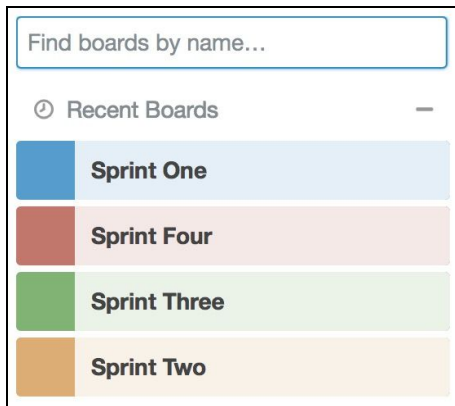 Find boards by name…
Recent Boards
Sprint One
Sprint Four
Sprint Three
Sprint Two